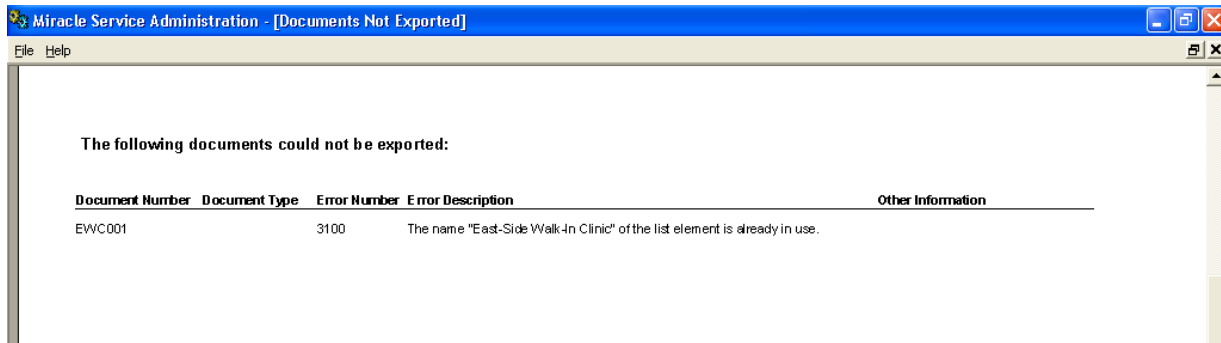 Miracle Service Administration - [Documents Not Exported]
File Help
The following documents could not be exported:
Document Number Document Type Error Number Error Description Other Information
EWC001 3100 The name "East-Side Walk-In Clinic" of the list element is already in use.